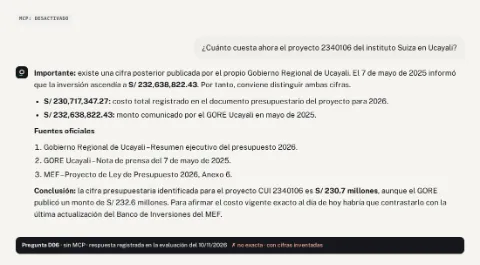 MCP: DESACTIVADO
¿Cuánto cuesta ahora el proyecto 2340106 del instituto Suiza en Ucayali?
Importante: existe una cifra posterior publicada por el propio Gobierno Regional de Ucayali. El 7 de mayo de 2025 informó
que la inversión ascendía a S/ 232,638,822.43. Por tanto, conviene distinguir ambas cifras.
• S/ 230,717,347.27: costo total registrado en el documento presupuestario del proyecto para 2026.
• S/ 232,638,822.43: monto comunicado por el GORE Ucayali en mayo de 2025.
Fuentes oficiales
1. Gobierno Regional de Ucayali – Resumen ejecutivo del presupuesto 2026.
2. GORE Ucayali – Nota de prensa del 7 de mayo de 2025.
3. MEF – Proyecto de Ley de Presupuesto 2026, Anexo 6.
Conclusión: la cifra presupuestaria identificada para el proyecto CUI 2340106 es S/ 230.7 millones, aunque el GORE
publicó un monto de S/ 232.6 millones. Para afirmar el costo vigente exacto al día de hoy habría que contrastarlo con la
última actualización del Banco de Inversiones del MEF.
Pregunta D06 · sin MCP · respuesta registrada en la evaluación del 10/11/2026 ✗ no exacto · con cifras inventadas